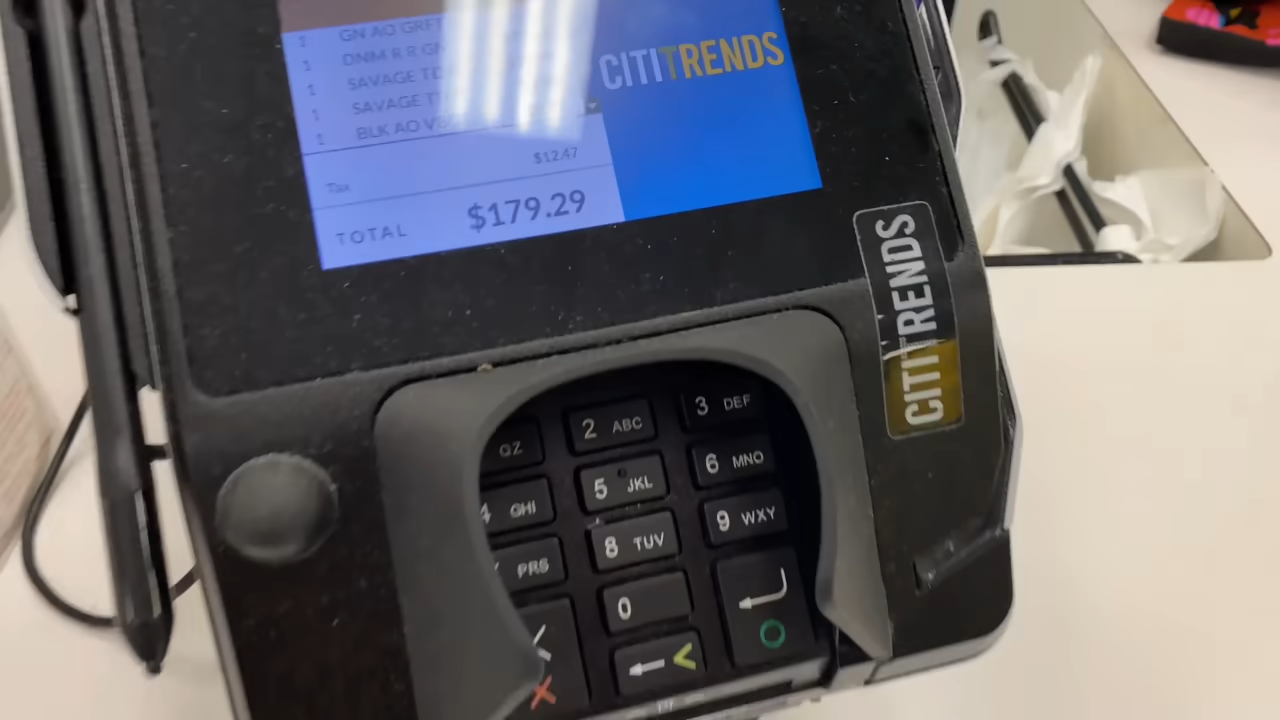 1 GN AO GRFT
1 DNM R R GN
1 SAVAGE
1 SAVAGE
1 BLK AO
CITITRENDS
Tax $12.47
TOTAL $179.29
CITITRENDS
QZ 2 ABC 3 DEF
4 GHI 5 JKL 6 MNO
PRS 8 TUV 9 WXY
0